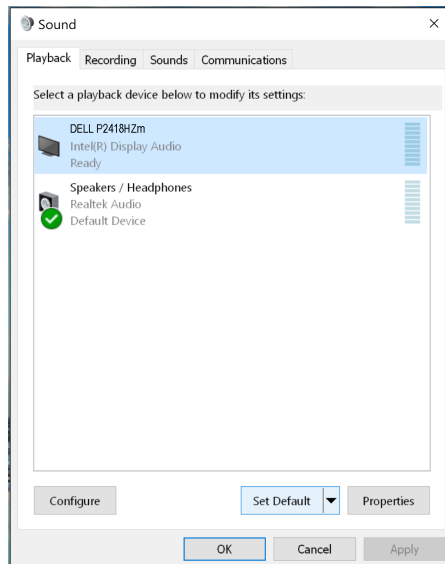 Sound
Playback Recording Sounds Communications
Select a playback device below to modify its settings:
DELL P2418HZm
Intel(R) Display Audio
Ready
Speakers / Headphones
Realtek Audio
Default Device
Configure Set Default Properties
OK Cancel Apply